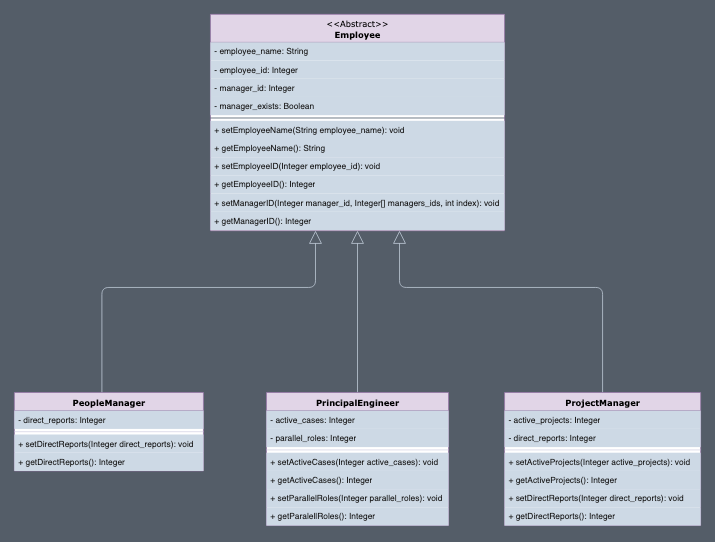 <<Abstract>>
Employee
- employee_name: String
- employee_id: Integer
- manager_id: Integer
- manager_exists: Boolean
+ setEmployeeName(String employee_name): void
+ getEmployeeName(): String
+ setEmployeeID(Integer employee_id): void
+ getEmployeeID(): Integer
+ setManagerID(Integer manager_id, Integer[] managers_ids, int index): void
+ getManagerID(): Integer
PeopleManager
- direct_reports: Integer
+ setDirectReports(Integer direct_reports): void
+ getDirectReports(): Integer
PrincipalEngineer
- active_cases: Integer
- parallel_roles: Integer
+ setActiveCases(Integer active_cases): void
+ getActiveCases(): Integer
+ setParallelRoles(Integer parallel_roles): void
+ getParalellRoles(): Integer
ProjectManager
- active_projects: Integer
- direct_reports: Integer
+ setActiveProjects(Integer active_projects): void
+ getActiveProjects(): Integer
+ setDirectReports(Integer direct_reports): void
+ getDirectReports(): Integer